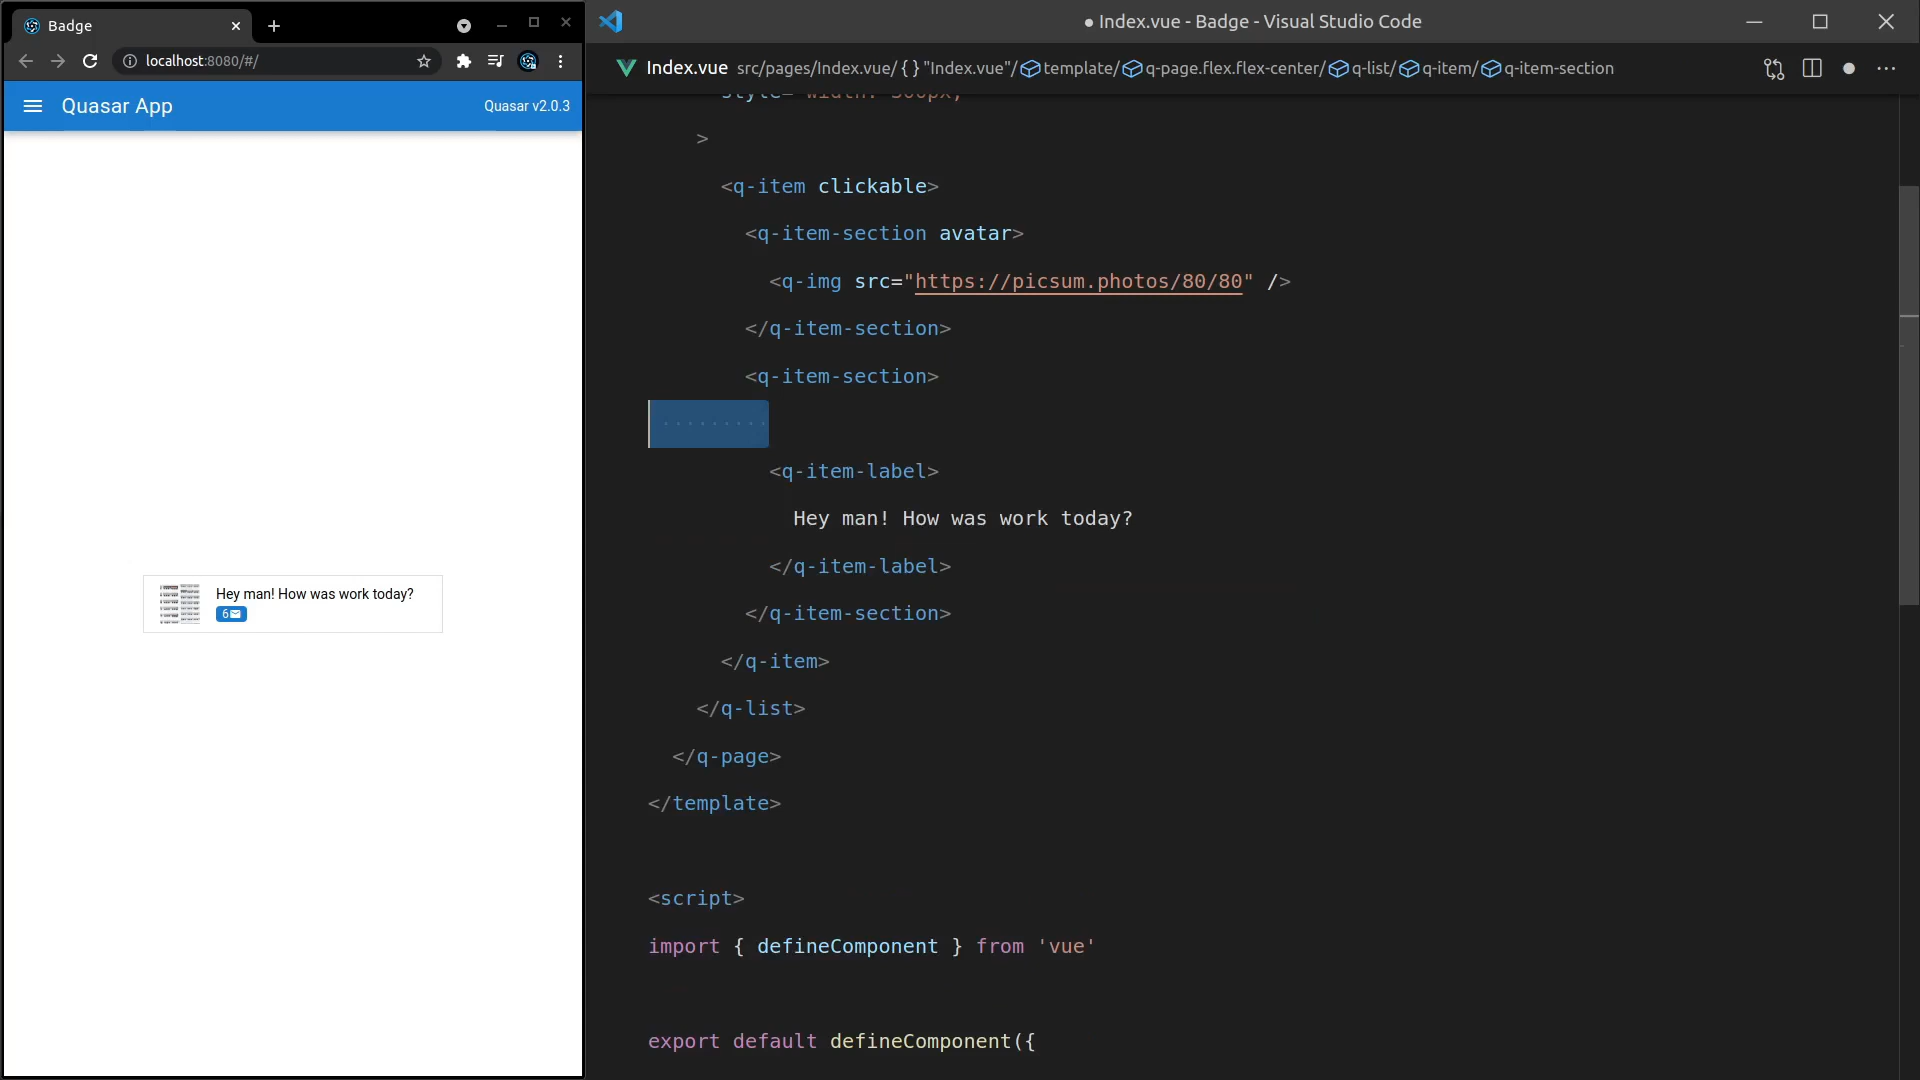 Badge
localhost:8080/#/
Quasar App
Quasar v2.0.3
Hey man! How was work today?
6
● Index.vue - Badge - Visual Studio Code
Index.vue src/pages/Index.vue/{ }"Index.vue"/template/q-page.flex.flex-center/q-list/q-item/q-item-section
style="width: 300px;
>
<q-item clickable>
<q-item-section avatar>
<q-img src="https://picsum.photos/80/80" />
</q-item-section>
<q-item-section>
<q-item-label>
Hey man! How was work today?
</q-item-label>
</q-item-section>
</q-item>
</q-list>
</q-page>
</template>
<script>
import { defineComponent } from 'vue'
export default defineComponent({